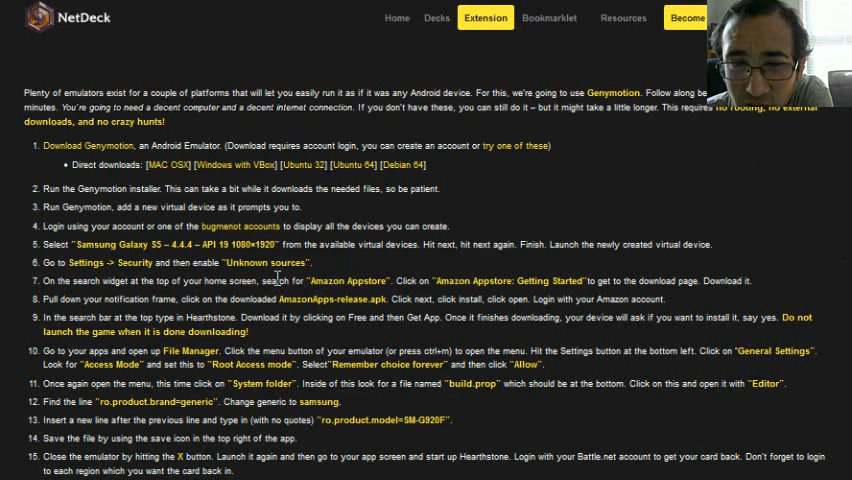 NetDeck
Home Decks Extension Bookmarklet Resources Become
Plenty of emulators exist for a couple of platforms that will let you easily run it as if it was any Android device. For this, we're going to use Genymotion. Follow along be
minutes. You're going to need a decent computer and a decent internet connection. If you don't have these, you can still do it – but it might take a little longer. This requires no rooting, no external
downloads, and no crazy hunts!
1. Download Genymotion, an Android Emulator. (Download requires account login, you can create an account or try one of these)
• Direct downloads: [MAC OSX] [Windows with VBox] [Ubuntu 32] [Ubuntu 64] [Debian 64]
2. Run the Genymotion installer. This can take a bit while it downloads the needed files, so be patient.
3. Run Genymotion, add a new virtual device as it prompts you to.
4. Login using your account or one of the bugmenot accounts to display all the devices you can create.
5. Select "Samsung Galaxy S5 – 4.4.4 – API 19 1080×1920" from the available virtual devices. Hit next, hit next again. Finish. Launch the newly created virtual device.
6. Go to Settings -> Security and then enable "Unknown sources".
7. On the search widget at the top of your home screen, search for "Amazon Appstore". Click on "Amazon Appstore: Getting Started"to get to the download page. Download it.
8. Pull down your notification frame, click on the downloaded AmazonApps-release.apk. Click next, click install, click open. Login with your Amazon account.
9. In the search bar at the top type in Hearthstone. Download it by clicking on Free and then Get App. Once it finishes downloading, your device will ask if you want to install it, say yes. Do not
launch the game when it is done downloading!
10. Go to your apps and open up File Manager. Click the menu button of your emulator (or press ctrl+m) to open the menu. Hit the Settings button at the bottom left. Click on "General Settings".
Look for "Access Mode" and set this to "Root Access mode. Select"Remember choice forever" and then click "Allow".
11. Once again open the menu, this time click on "System folder". Inside of this look for a file named "build.prop" which should be at the bottom. Click on this and open it with "Editor".
12. Find the line "ro.product.brand=generic". Change generic to samsung.
13. Insert a new line after the previous line and type in (with no quotes) "ro.product.model=SM-G920F".
14. Save the file by using the save icon in the top right of the app.
15. Close the emulator by hitting the X button. Launch it again and then go to your app screen and start up Hearthstone. Login with your Battle.net account to get your card back. Don't forget to login
to each region which you want the card back in.